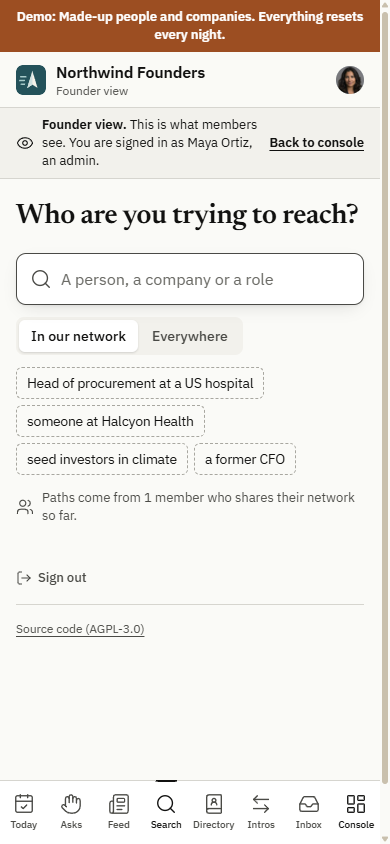 Demo: Made-up people and companies. Everything resets
every night.
Northwind Founders
Founder view
Founder view. This is what members
see. You are signed in as Maya Ortiz,
an admin.
Back to console
Who are you trying to reach?
A person, a company or a role
In our network
Everywhere
Head of procurement at a US hospital
someone at Halcyon Health
seed investors in climate
a former CFO
Paths come from 1 member who shares their network
so far.
Sign out
Source code (AGPL-3.0)
Today
Asks
Feed
Search
Directory
Intros
Inbox
Console